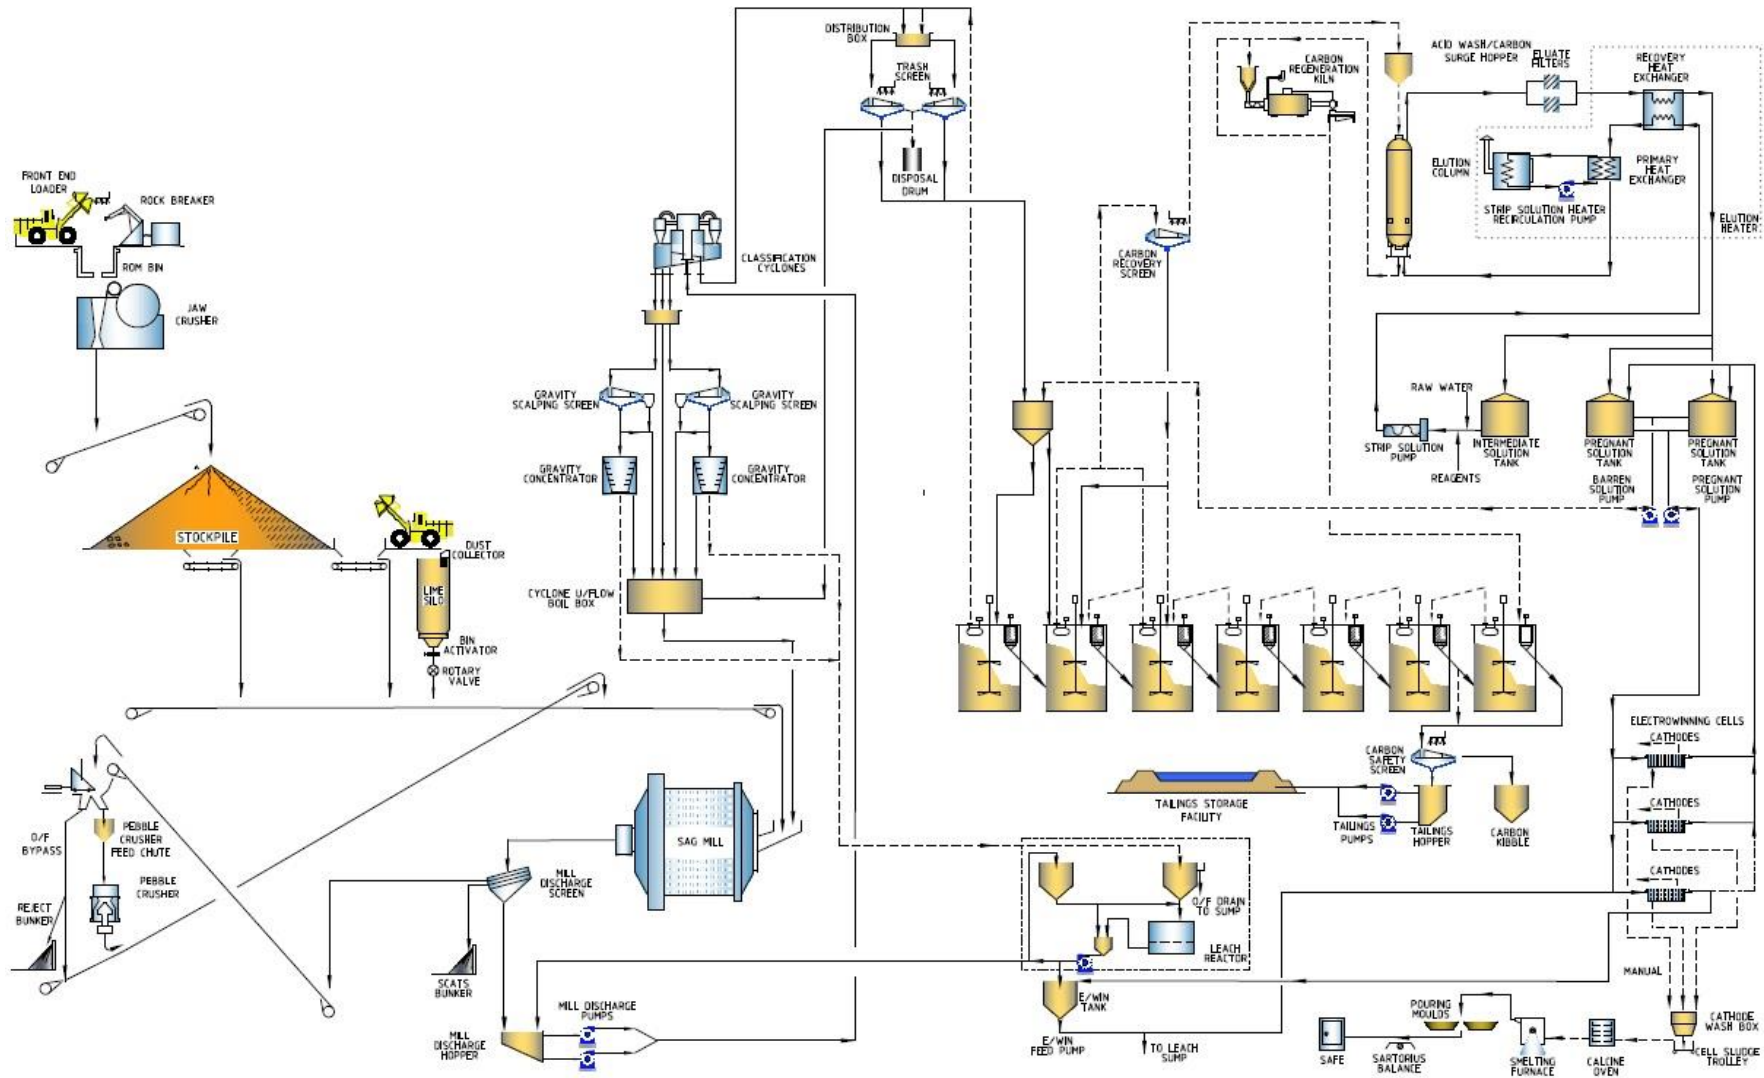 DISTRIBUTION
BOX
TRASH
SCREEN
DISPOSAL
DRUM
CARBON
REGENERATION
KILN
ACID WASH/CARBON
SURGE HOPPER
ELUATE
FILTERS
RECOVERY
HEAT
EXCHANGER
ELUTION
COLUMN
PRIMARY
HEAT
EXCHANGER
STRIP SOLUTION HEATER
RECIRCULATION PUMP
ELUTION
HEATER
FRONT END
LOADER
ROCK BREAKER
ROM BIN
JAW
CRUSHER
CLASSIFICATION
CYCLONES
CARBON
RECOVERY
SCREEN
GRAVITY
SCALPING SCREEN
GRAVITY
SCALPING SCREEN
GRAVITY
CONCENTRATOR
GRAVITY
CONCENTRATOR
RAW WATER
STRIP SOLUTION
PUMP
REAGENTS
INTERMEDIATE
SOLUTION
TANK
PREGNANT
SOLUTION
TANK
PREGNANT
SOLUTION
TANK
BARREN
SOLUTION
PUMP
PREGNANT
SOLUTION
PUMP
STOCKPILE
DUST
COLLECTOR
LIME
SILO
BIN
ACTIVATOR
ROTARY
VALVE
CYCLONE U/FLOW
BOIL BOX
O/F
BYPASS
PEBBLE
CRUSHER
FEED CHUTE
PEBBLE
CRUSHER
REJECT
BUNKER
SAG MILL
MILL
DISCHARGE
SCREEN
SCATS
BUNKER
MILL
DISCHARGE
HOPPER
MILL DISCHARGE
PUMPS
TAILINGS STORAGE
FACILITY
CARBON
SAFETY
SCREEN
TAILINGS
PUMPS
TAILINGS
HOPPER
CARBON
KIBBLE
ELECTROWINNING CELLS
CATHODES
CATHODES
CATHODES
O/F DRAIN
TO SUMP
LEACH
REACTOR
E/WIN
TANK
E/WIN
FEED PUMP
TO LEACH
SUMP
MANUAL
POURING
MOULDS
SAFE
SARTORIUS
BALANCE
SMELTING
FURNACE
CALCINE
OVEN
CATHODE
WASH BOX
CELL SLUDGE
TROLLEY